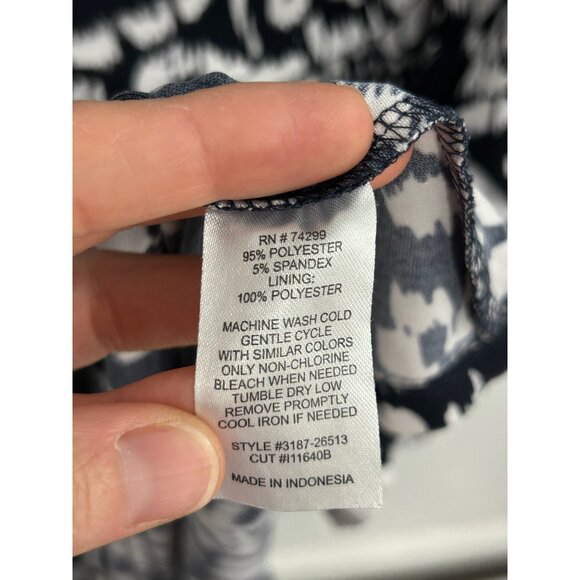 RN # 74299
95% POLYESTER
5% SPANDEX
LINING:
100% POLYESTER
MACHINE WASH COLD
GENTLE CYCLE
WITH SIMILAR COLORS
ONLY NON-CHLORINE
BLEACH WHEN NEEDED
TUMBLE DRY LOW
REMOVE PROMPTLY
COOL IRON IF NEEDED
STYLE #3187-26513
CUT #I11640B
MADE IN INDONESIA